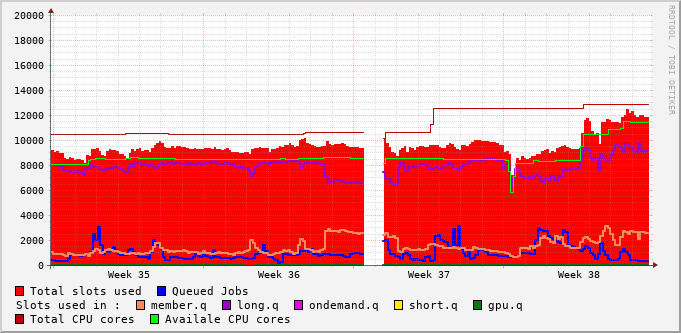 20000
18000
16000
14000
12000
10000
8000
6000
4000
2000
0
Week 35 Week 36 Week 37 Week 38
RRDTOOL / TOBI OETIKER
Total slots used Queued Jobs
Slots used in : member.q long.q ondemand.q short.q gpu.q
Total CPU cores Availale CPU cores